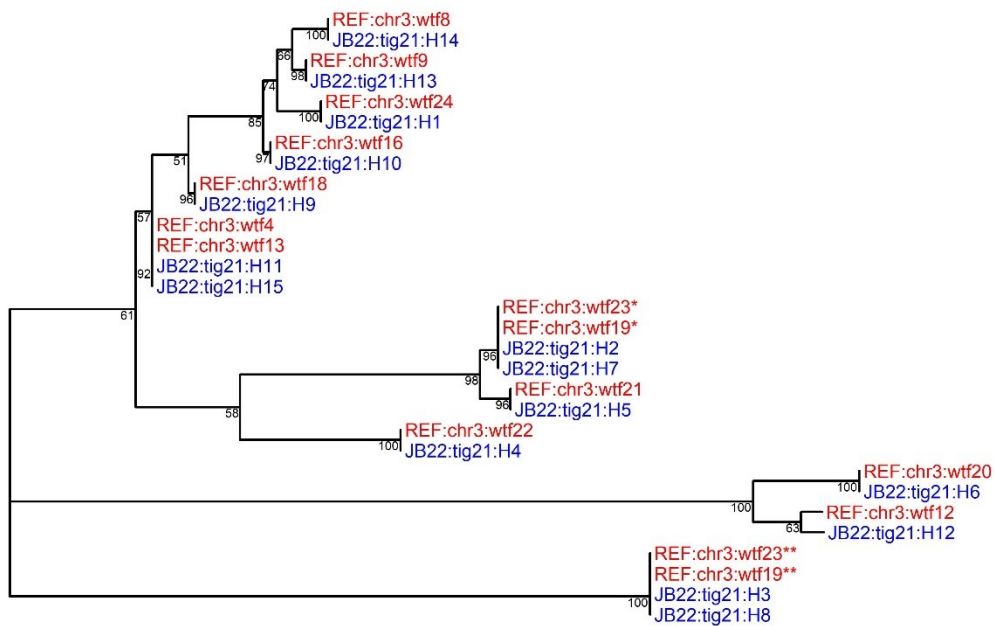 REF:chr3:wtf8
100
JB22:tig21:H14
66
REF:chr3:wtf9
98
JB22:tig21:H13
74
REF:chr3:wtf24
100
JB22:tig21:H1
85
REF:chr3:wtf16
97
JB22:tig21:H10
51
REF:chr3:wtf18
96
JB22:tig21:H9
57
REF:chr3:wtf4
REF:chr3:wtf13
92
JB22:tig21:H11
JB22:tig21:H15
61
REF:chr3:wtf23*
REF:chr3:wtf19*
96
JB22:tig21:H2
JB22:tig21:H7
98
REF:chr3:wtf21
96
JB22:tig21:H5
58
REF:chr3:wtf22
100
JB22:tig21:H4
REF:chr3:wtf20
100
JB22:tig21:H6
100
REF:chr3:wtf12
63
JB22:tig21:H12
REF:chr3:wtf23**
REF:chr3:wtf19**
100
JB22:tig21:H3
JB22:tig21:H8